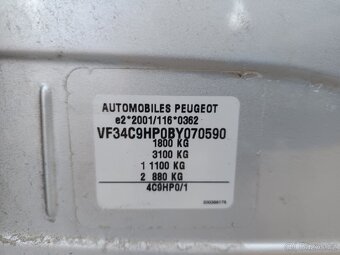 AUTOMOBILES PEUGEOT
e2*2001/116*0362
VF34C9HP0BY070590
1800 KG
3100 KG
1 1100 KG
2 880 KG
4C9HP0/1